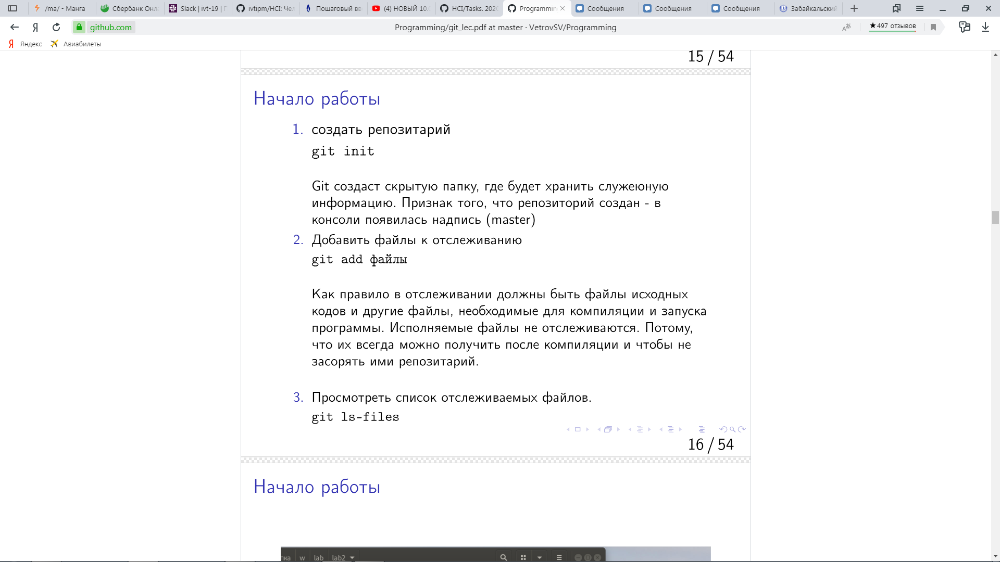 /ma/ - Манга
Сбербанк Онл
Slack | ivt-19 |
ivtipm/HCI: Чел
Пошаговый вв
(4) НОВЫЙ 10.
HCI/Tasks. 202
Programmin
Сообщения
Сообщения
Сообщения
Забайкальский
github.com
Programming/git_lec.pdf at master · VetrovSV/Programming
★497 отзывов
Яндекс
Авиабилеты
15 / 54
Начало работы
1. создать репозитарий
git init
Git создаст скрытую папку, где будет хранить служеюную
информацию. Признак того, что репозиторий создан - в
консоли появилась надпись (master)
2. Добавить файлы к отслеживанию
git add файлы
Как правило в отслеживании должны быть файлы исходных
кодов и другие файлы, необходимые для компиляции и запуска
программы. Исполняемые файлы не отслеживаются. Потому,
что их всегда можно получить после компиляции и чтобы не
засорять ими репозитарий.
3. Просмотреть список отслеживаемых файлов.
git ls-files
16 / 54
Начало работы
пка w lab lab2